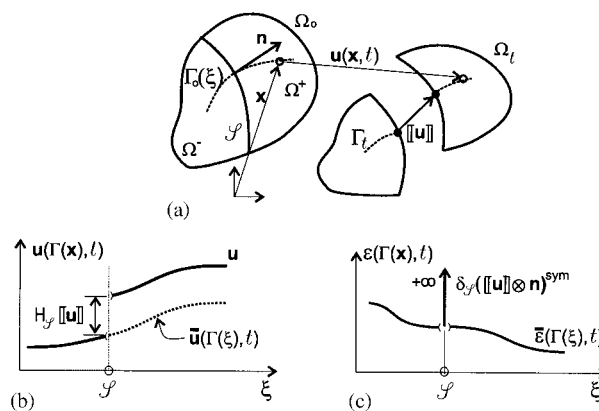 Ω₀
n
u(x,t)
Ω_t
Γ₀(ξ)
x
Ω⁺
Ω⁻
𝒮
Γ_t
⟦u⟧
(a)
u(Γ(x),t)
u
H_𝒮⟦u⟧
ū(Γ(ξ),t)
𝒮
ξ
(b)
ε(Γ(x),t)
+∞
δ_𝒮(⟦u⟧⊗n)^sym
ε̄(Γ(ξ),t)
𝒮
ξ
(c)